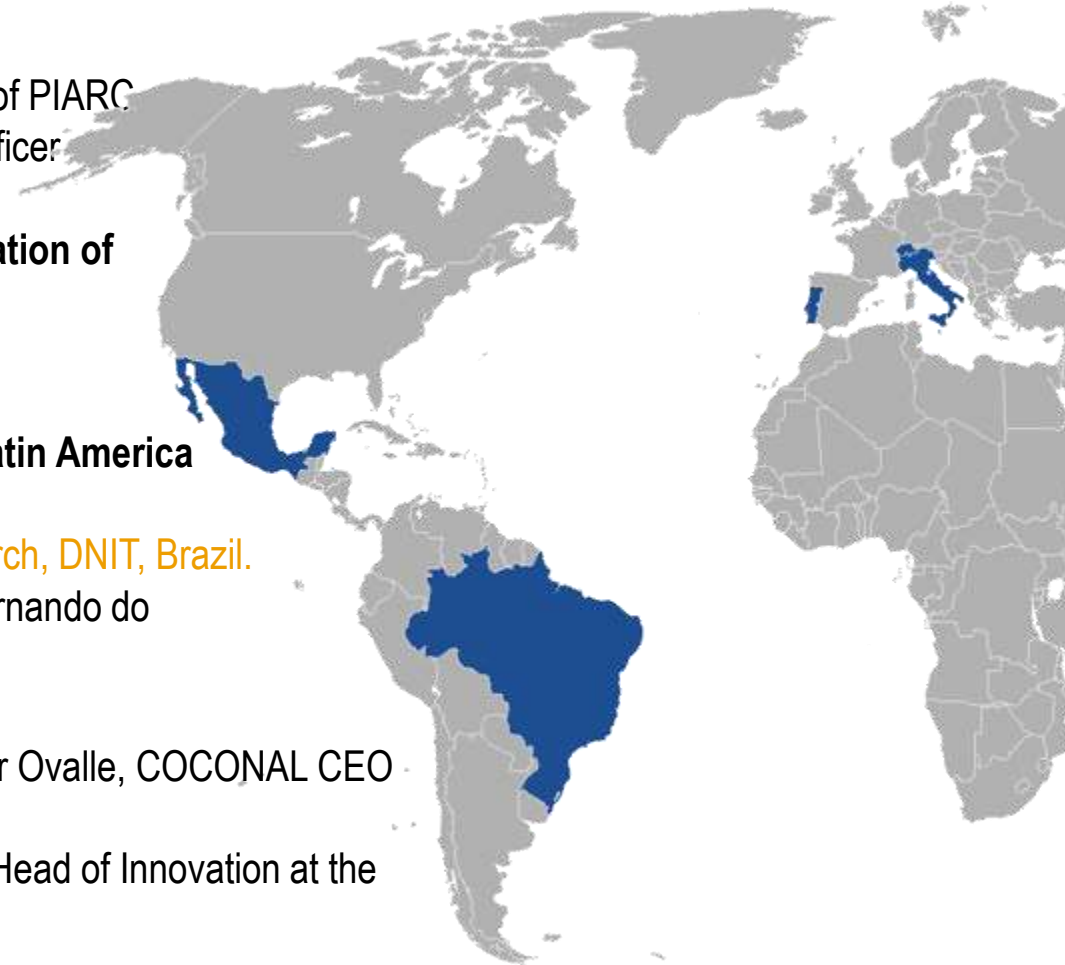 of PIARC
ficer
ation of
atin America
rch, DNIT, Brazil.
rnando do
r Ovalle, COCONAL CEO
Head of Innovation at the